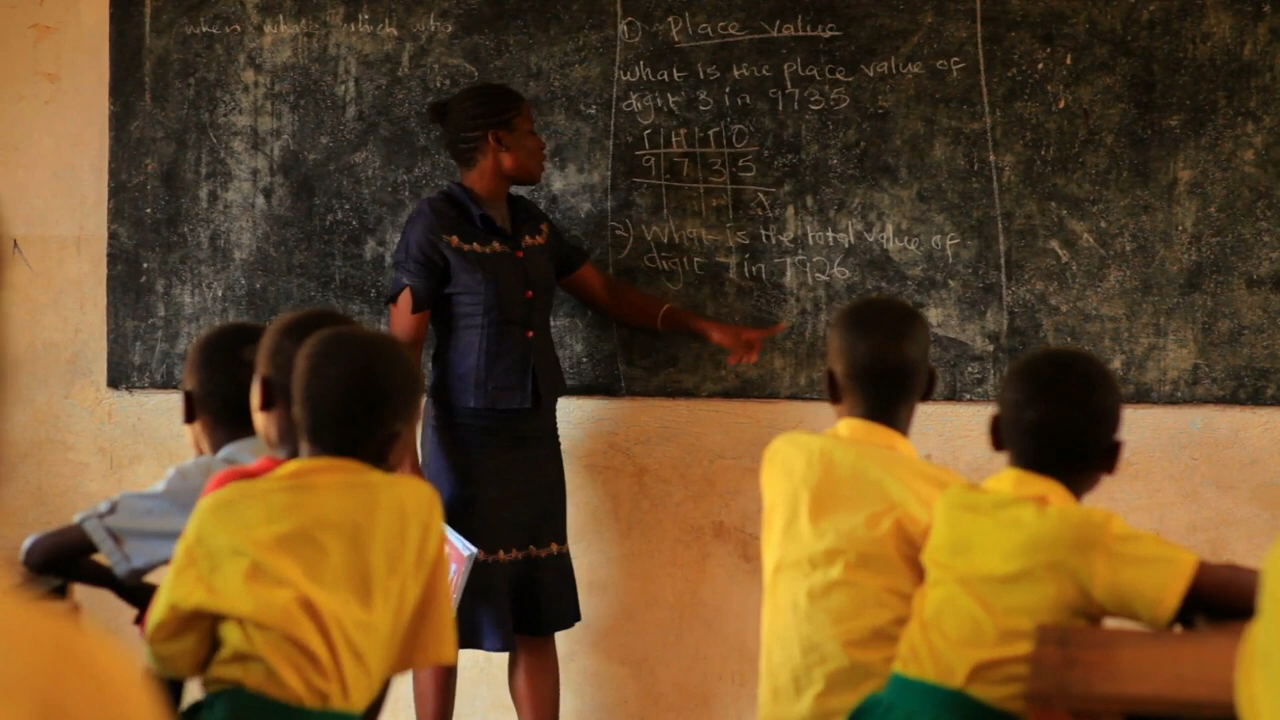 when whose which who
1) Place value
what is the place value of
digit 3 in 9735
T H T O
9 7 3 5
2) What is the total value of
digit 7 in 7926